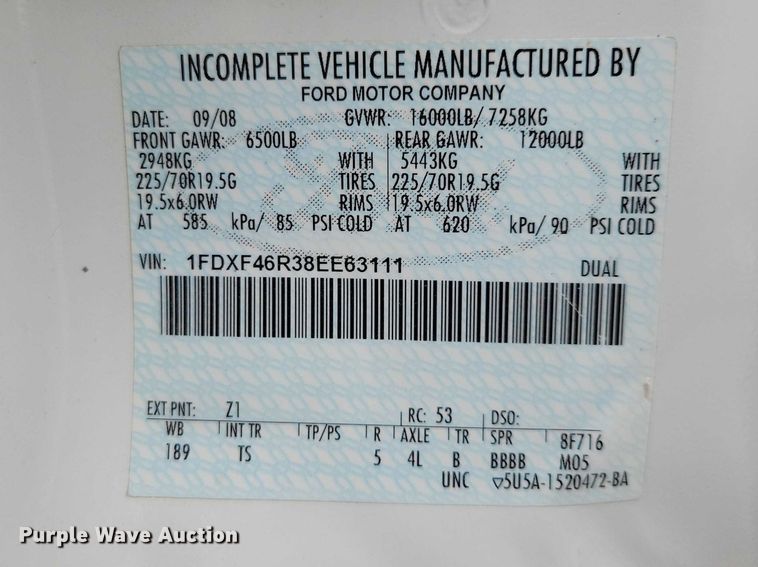 INCOMPLETE VEHICLE MANUFACTURED BY
FORD MOTOR COMPANY
DATE: 09/08 GVWR: 16000LB/ 7258KG
FRONT GAWR: 6500LB REAR GAWR: 12000LB
2948KG WITH 5443KG WITH
225/70R19.5G TIRES 225/70R19.5G TIRES
19.5x6.0RW RIMS 19.5x6.0RW RIMS
AT 585 kPa/ 85 PSI COLD AT 620 kPa/ 90 PSI COLD
VIN: 1FDXF46R38EE63111 DUAL
EXT PNT: Z1 RC: 53 DSO:
WB INT TR TP/PS R AXLE TR SPR 8F716
189 TS 5 4L B BBBB M05
UNC ▽5U5A-1520472-BA
Purple Wave Auction